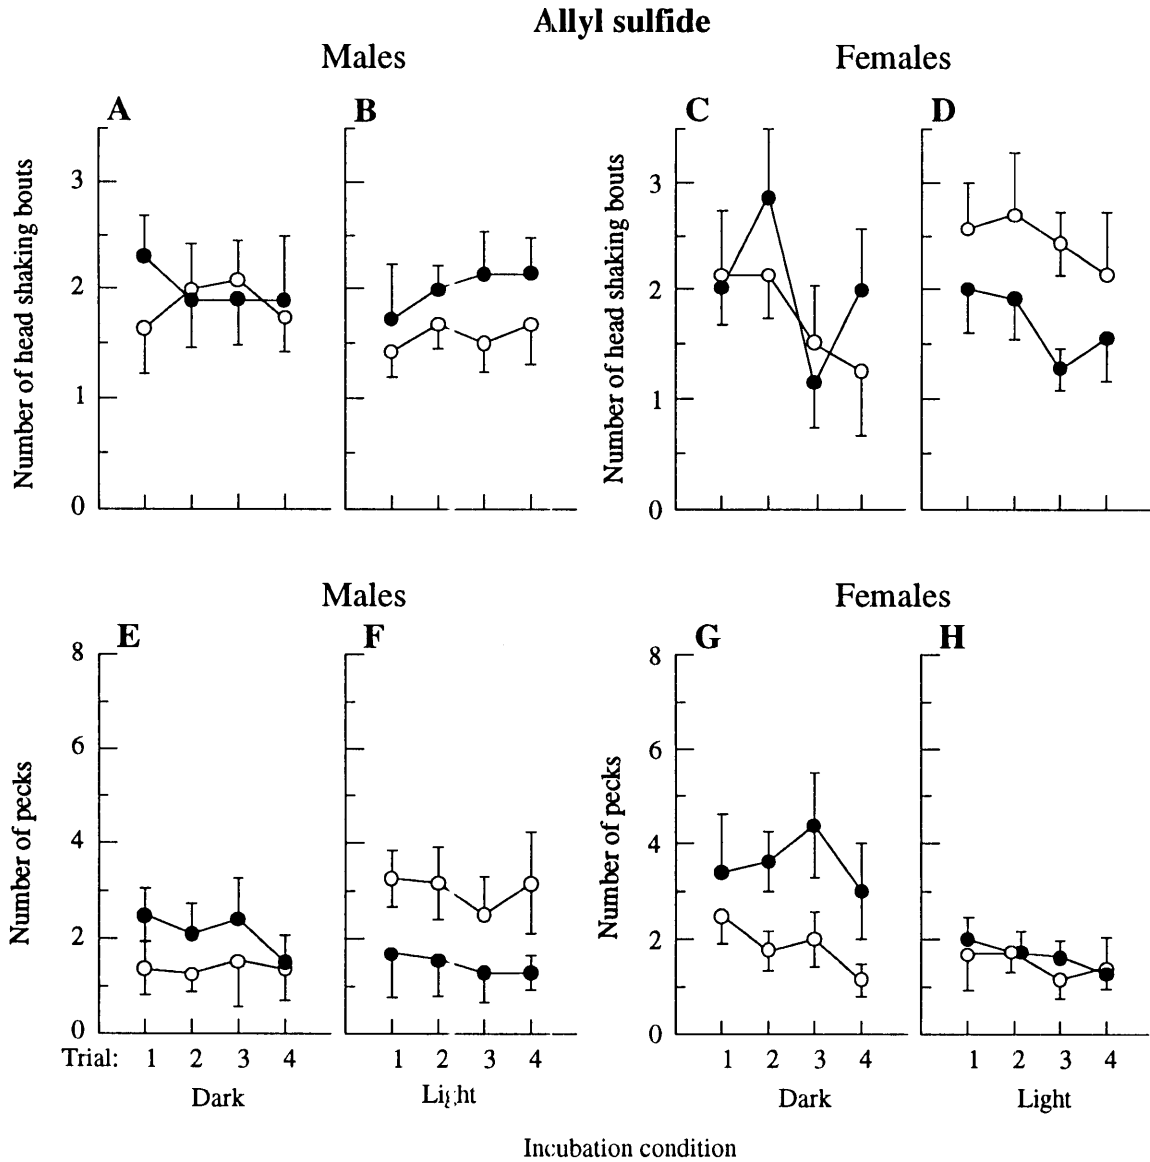 Allyl sulfide
Males
Females
A
B
C
D
Number of head shaking bouts
3
2
1
0
Number of head shaking bouts
3
2
1
0
Males
Females
E
F
G
H
Number of pecks
8
6
4
2
0
Number of pecks
8
6
4
2
0
Trial: 1 2 3 4
1 2 3 4
1 2 3 4
1 2 3 4
Dark
Light
Dark
Light
Incubation condition